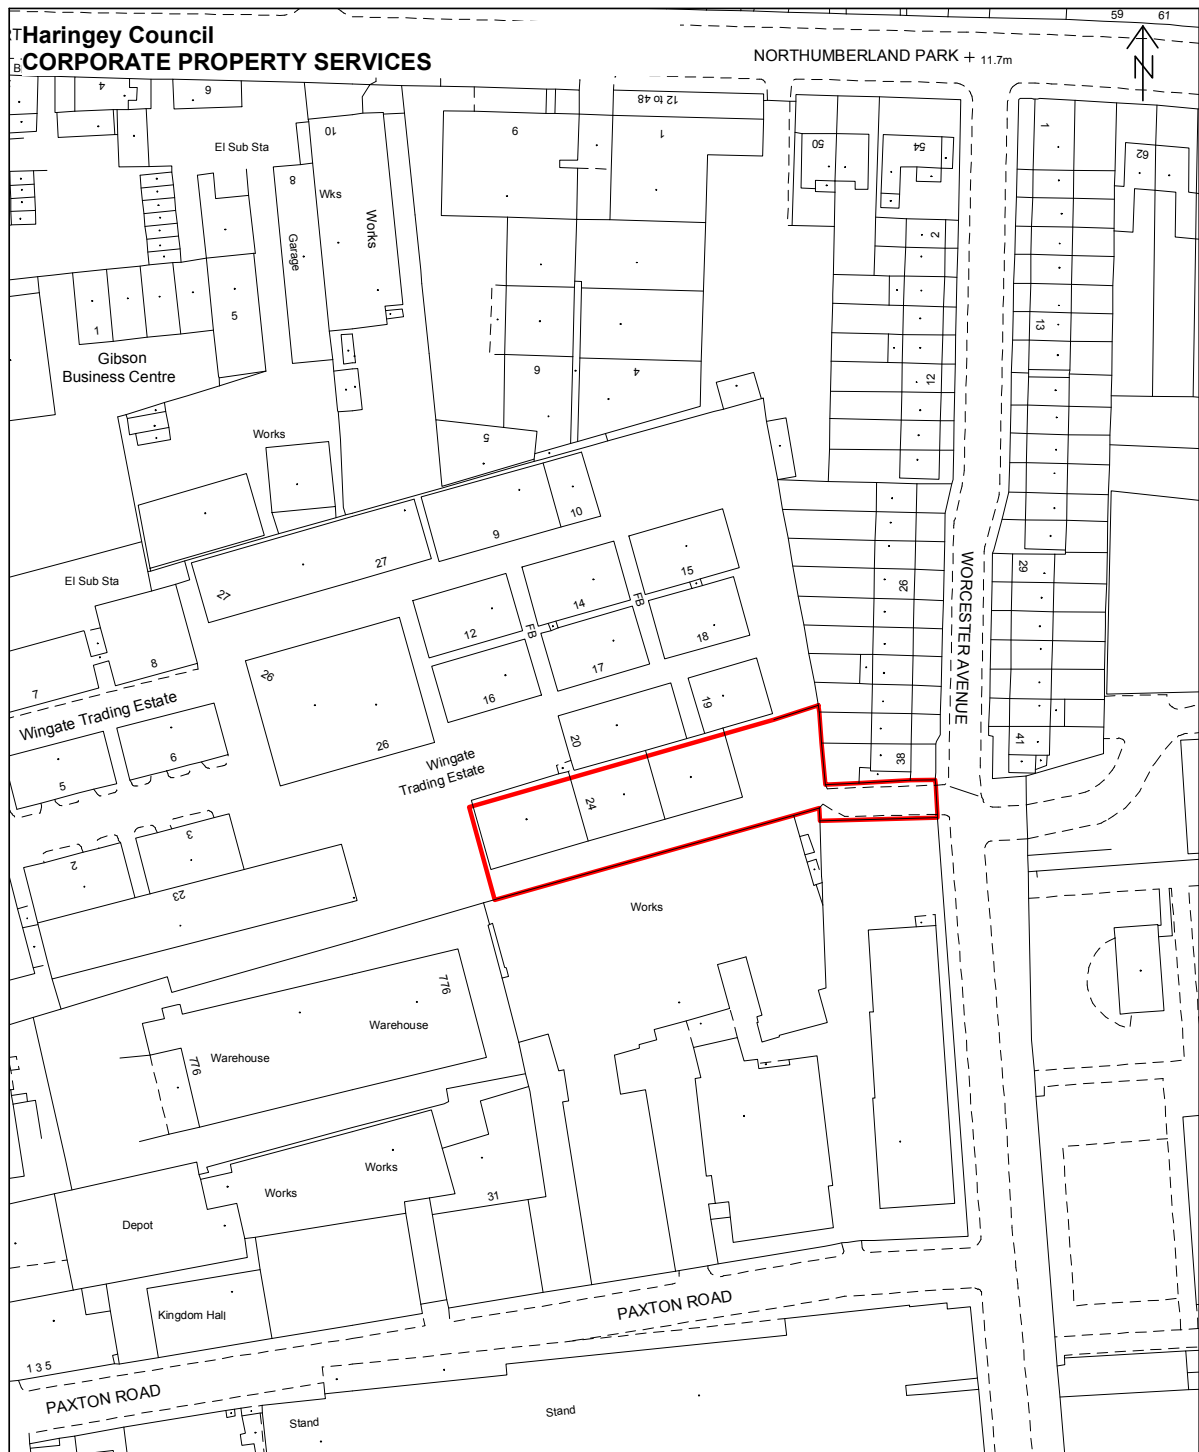 Haringey Council
CORPORATE PROPERTY SERVICES
NORTHUMBERLAND PARK + 11.7m
59 61
N
B
4
6
El Sub Sta
10
8
Wks
Works
Garage
9
12 to 48
1
50
54
1
62
2
1
5
Gibson
Business Centre
13
12
6
4
5
Works
9
10
27
27
El Sub Sta
15
14
FB
12
FB
18
17
16
26
29
WORCESTER AVENUE
8
7
26
26
19
20
Wingate Trading Estate
6
5
Wingate
Trading Estate
38
41
24
3
2
23
Works
776
Warehouse
Warehouse
776
Works
Works
31
Depot
Kingdom Hall
PAXTON ROAD
1 3 5
PAXTON ROAD
Stand
Stand